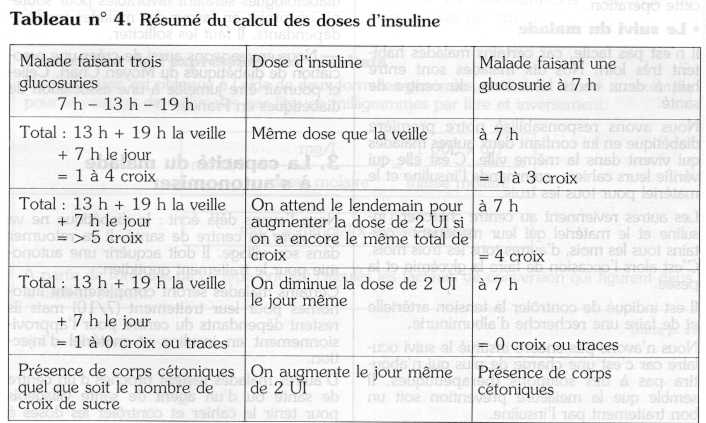 Tableau n° 4. Résumé du calcul des doses d'insuline
Malade faisant trois
glucosuries
7 h – 13 h – 19 h
Dose d'insuline
Malade faisant une
glucosurie à 7 h
Total : 13 h + 19 h la veille
+ 7 h le jour
= 1 à 4 croix
Même dose que la veille
à 7 h
= 1 à 3 croix
Total : 13 h + 19 h la veille
+ 7 h le jour
= > 5 croix
On attend le lendemain pour
augmenter la dose de 2 UI si
on a encore le même total de
croix
à 7 h
= 4 croix
Total : 13 h + 19 h la veille
+ 7 h le jour
= 1 à 0 croix ou traces
On diminue la dose de 2 UI
le jour même
à 7 h
= 0 croix ou traces
Présence de corps cétoniques
quel que soit le nombre de
croix de sucre
On augmente le jour même
de 2 UI
Présence de corps
cétoniques